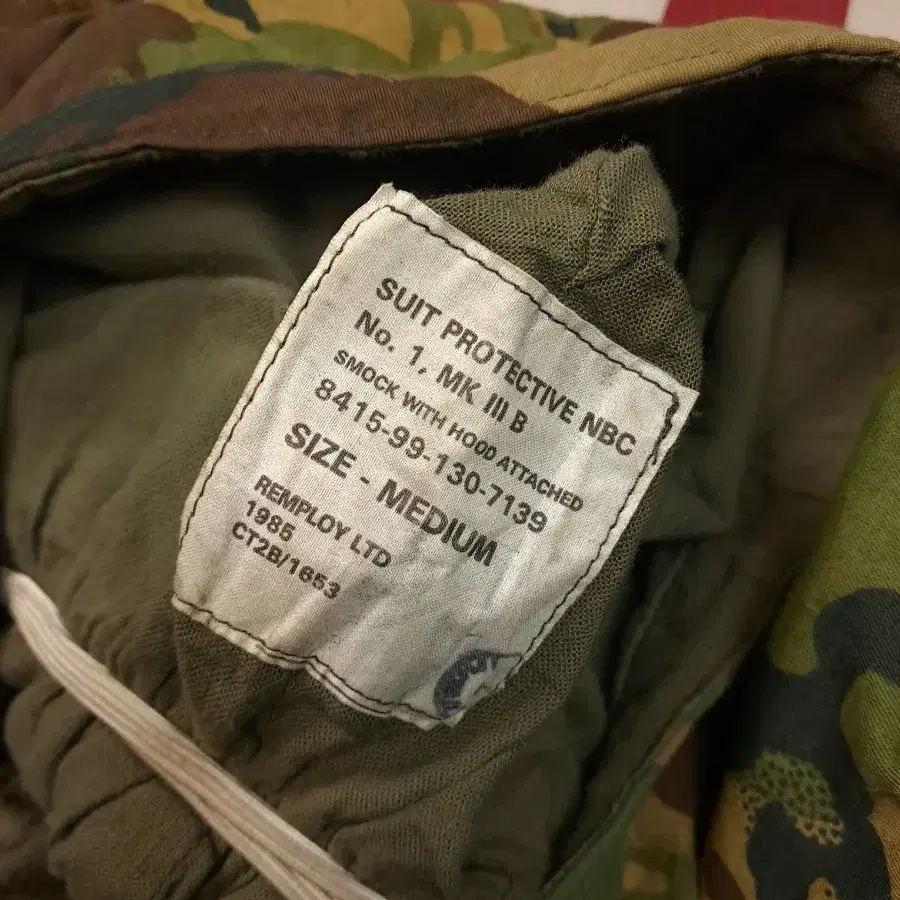 SUIT PROTECTIVE NBC
No. 1, MK III B
SMOCK WITH HOOD ATTACHED
8415-99-130-7139
SIZE - MEDIUM
REMPLOY LTD
1985
CT2B/1653